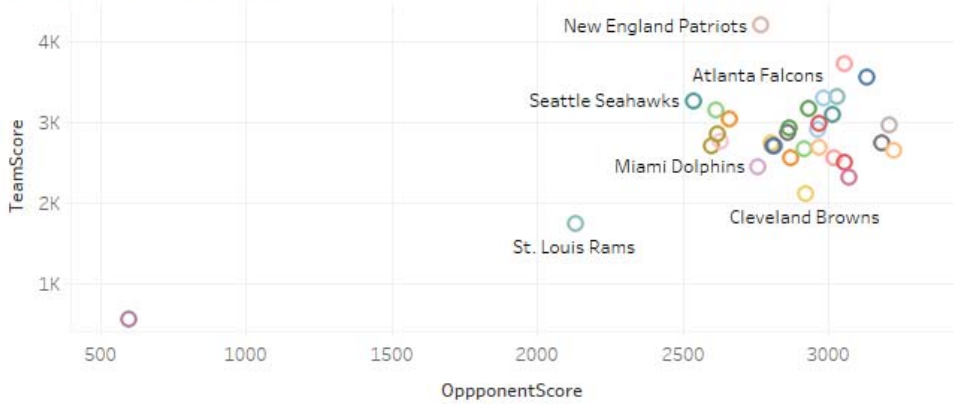 New England Patriots
4K
Atlanta Falcons
Seattle Seahawks
3K
Miami Dolphins
2K
Cleveland Browns
St. Louis Rams
1K
TeamScore
500 1000 1500 2000 2500 3000
OppponentScore